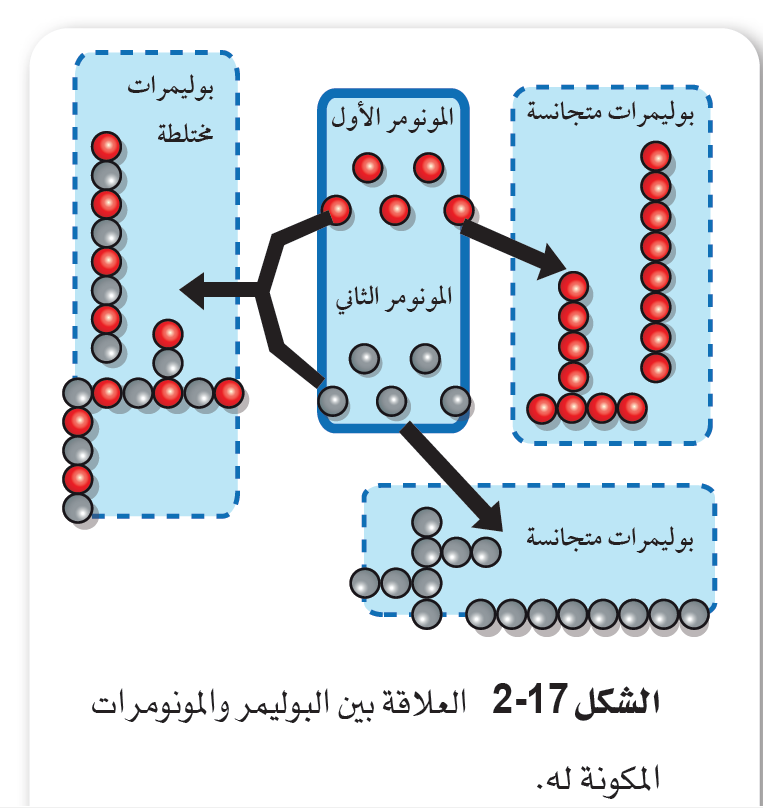 بوليمرات متجانسة
المونومر الأول
بوليمرات
مختلطة
المونومر الثاني
بوليمرات متجانسة
الشكل 17-2 العلاقة بين البوليمر والمونومرات
المكونة له.